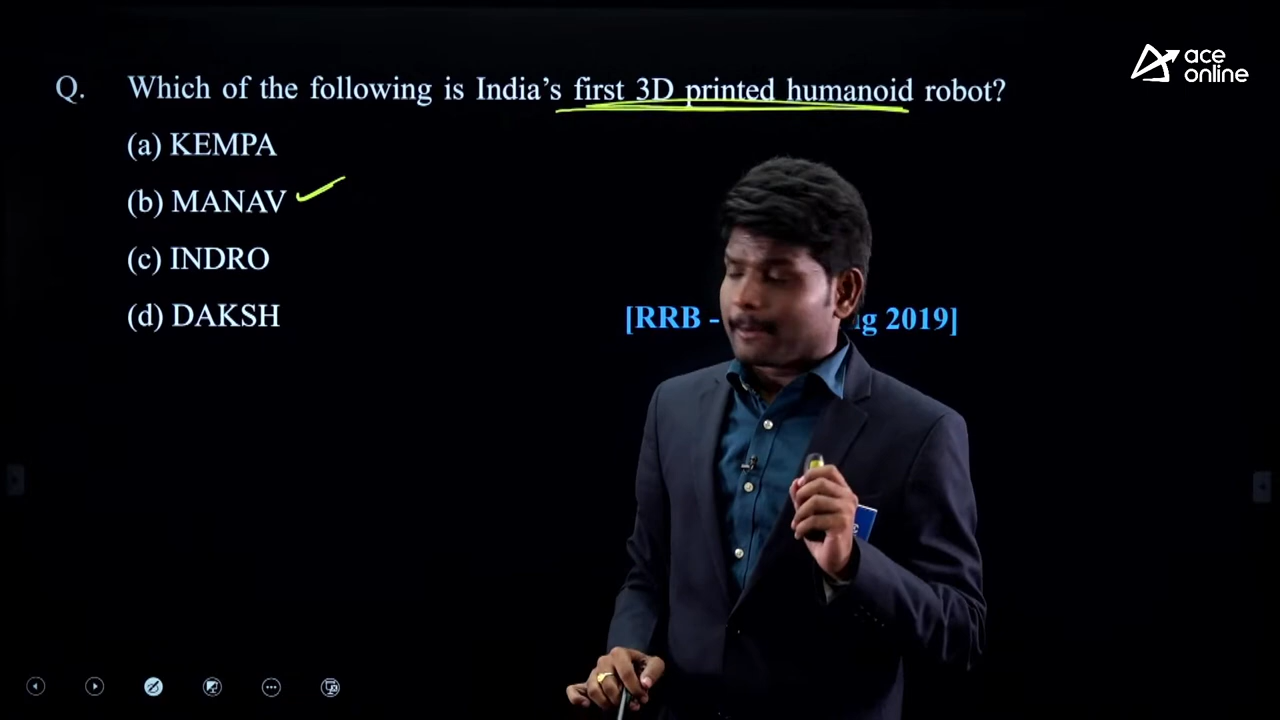 ace
online
Q. Which of the following is India's first 3D printed humanoid robot?
(a) KEMPA
(b) MANAV
(c) INDRO
(d) DAKSH
[RRB - 2019]